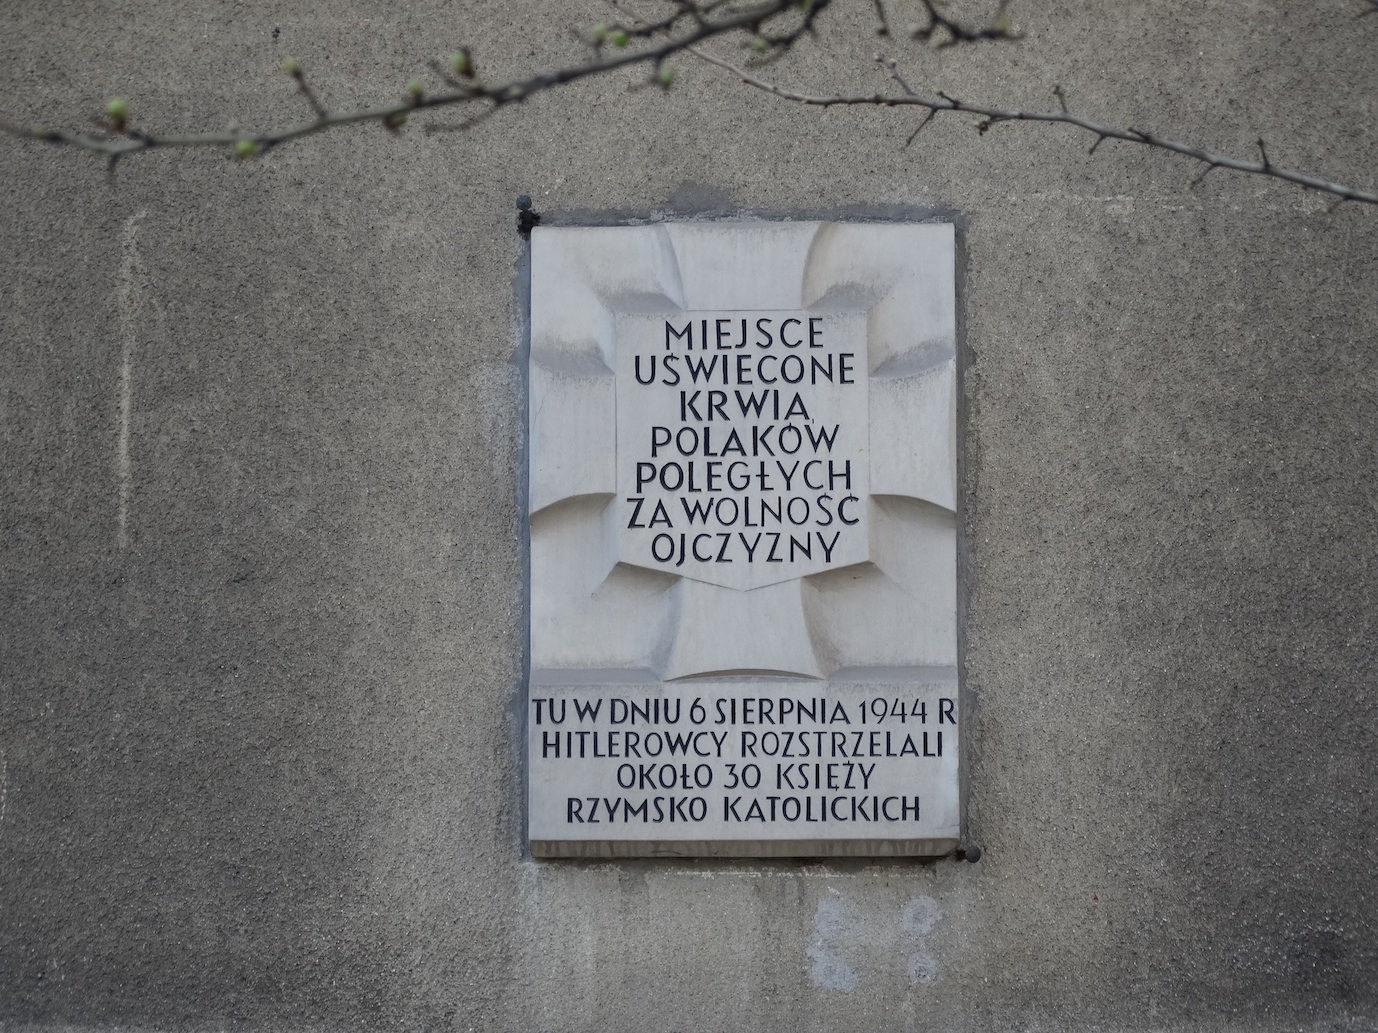 MIEJSCE
UŚWIĘCONE
KRWIĄ
POLAKÓW
POLEGŁYCH
ZA WOLNOŚĆ
OJCZYZNY
TU W DNIU 6 SIERPNIA 1944 R
HITLEROWCY ROZSTRZELALI
OKOŁO 30 KSIĘŻY
RZYMSKO KATOLICKICH